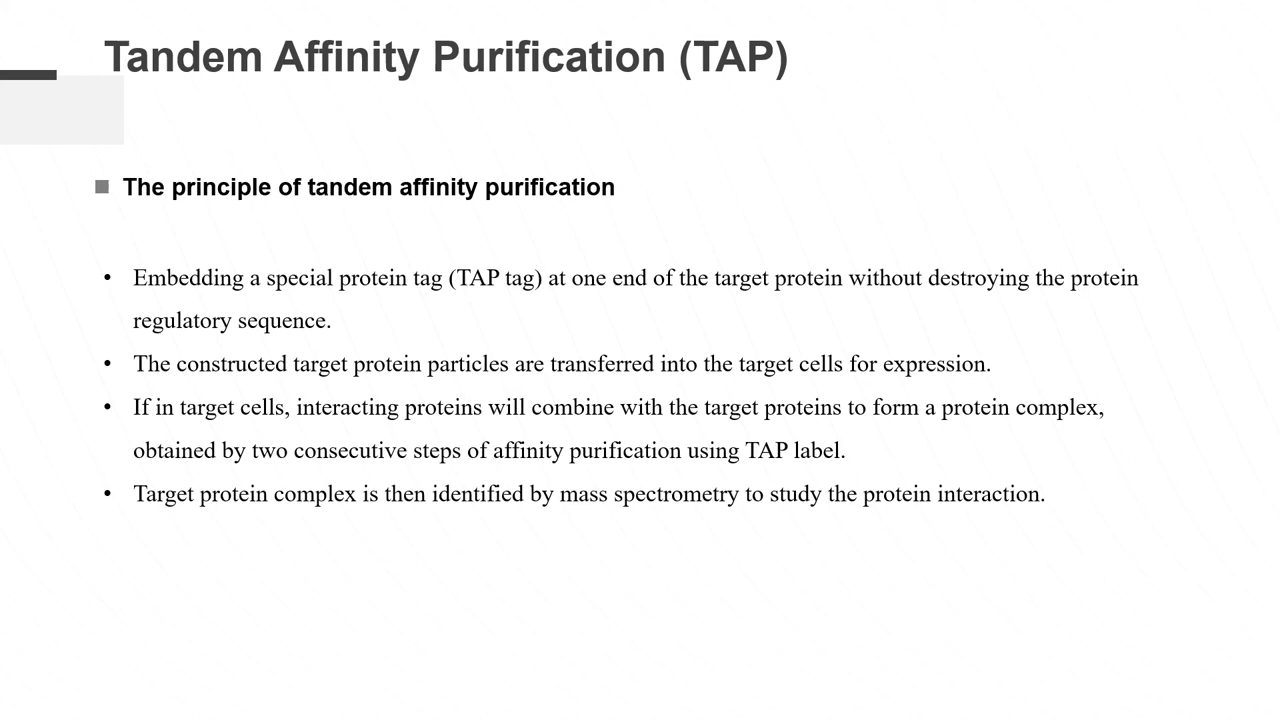 Tandem Affinity Purification (TAP)
The principle of tandem affinity purification
• Embedding a special protein tag (TAP tag) at one end of the target protein without destroying the protein
regulatory sequence.
• The constructed target protein particles are transferred into the target cells for expression.
• If in target cells, interacting proteins will combine with the target proteins to form a protein complex,
obtained by two consecutive steps of affinity purification using TAP label.
• Target protein complex is then identified by mass spectrometry to study the protein interaction.